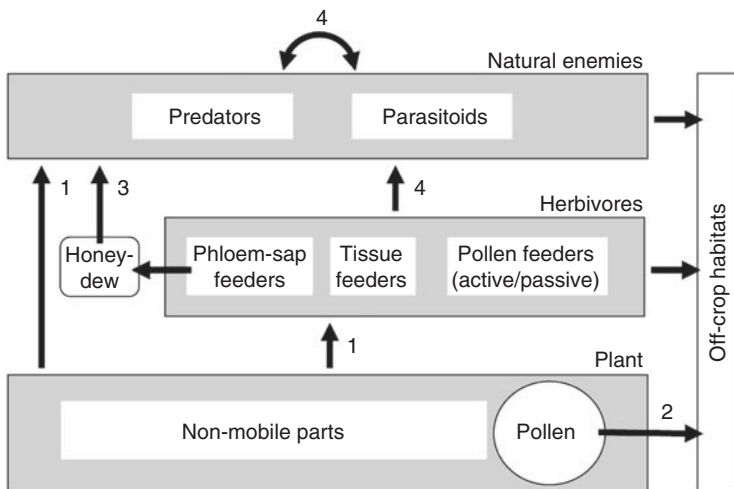 4
Natural enemies
Predators
Parasitoids
1
3
4
Herbivores
Honey-
dew
Phloem-sap
feeders
Tissue
feeders
Pollen feeders
(active/passive)
Off-crop habitats
1
Plant
2
Non-mobile parts
Pollen